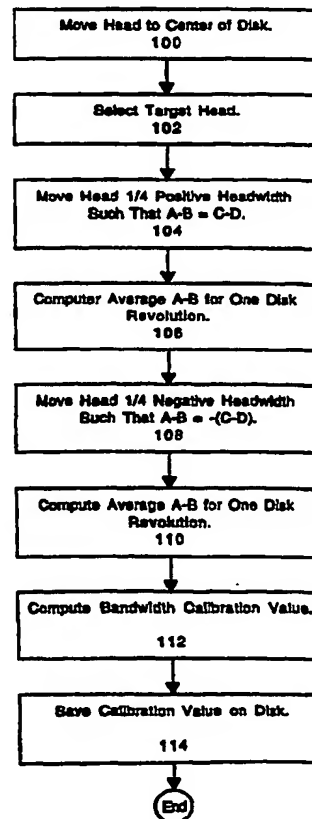 Move Head to Center of Disk.
100
Select Target Head.
102
Move Head 1/4 Positive Headwidth
Such That A-B = C-D.
104
Computer Average A-B for One Disk
Revolution.
106
Move Head 1/4 Negative Headwidth
Such That A-B = -(C-D).
108
Compute Average A-B for One Disk
Revolution.
110
Compute Bandwidth Calibration Value.
112
Save Calibration Value on Disk.
114
End